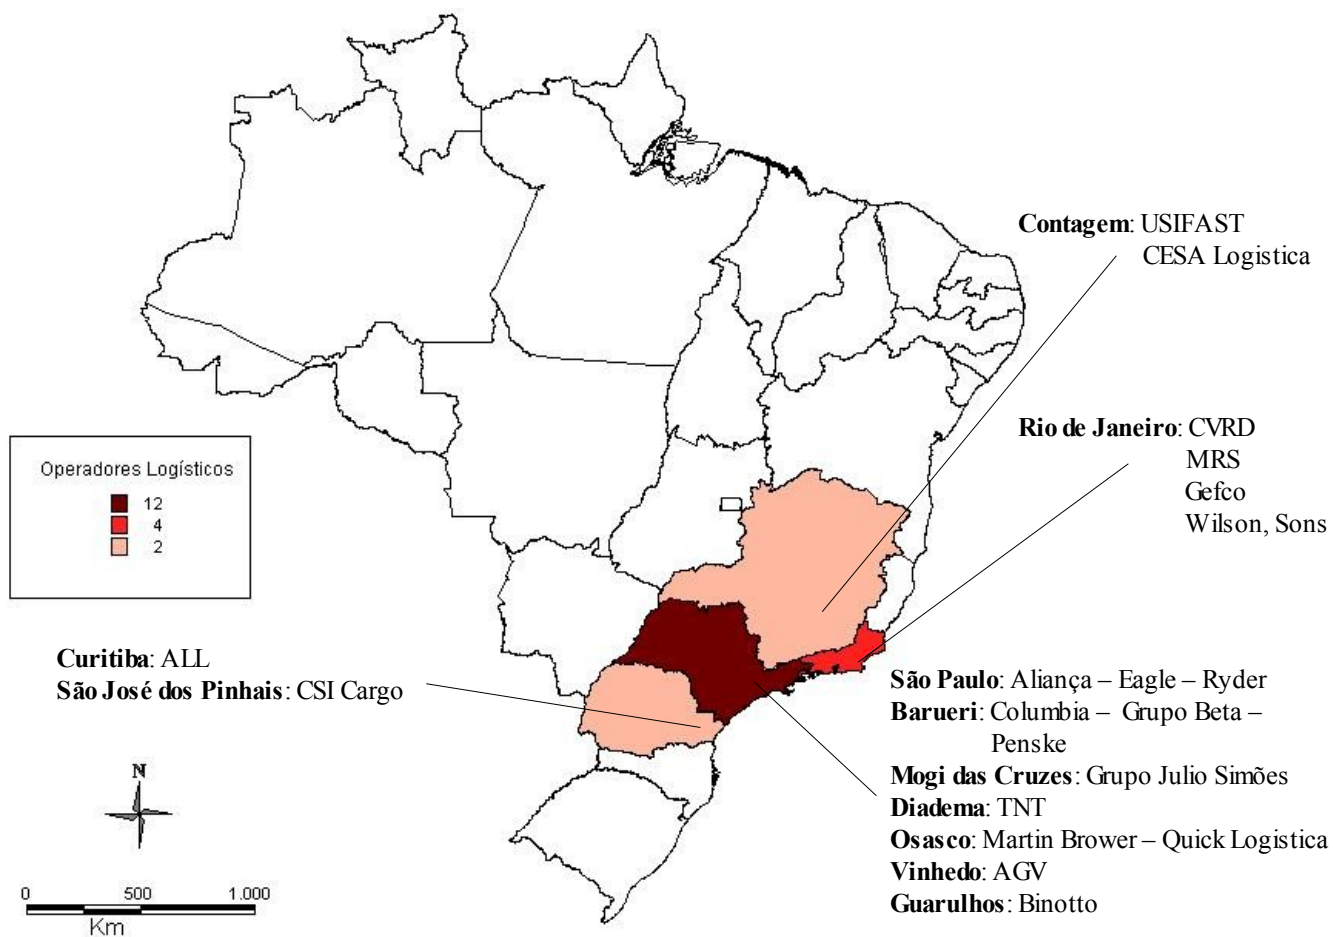 Contagem: USIFAST
CESA Logistica
Rio de Janeiro: CVRD
MRS
Gefco
Wilson, Sons
Operadores Logísticos
12
4
2
Curitiba: ALL
São José dos Pinhais: CSI Cargo
São Paulo: Aliança – Eagle – Ryder
Barueri: Columbia – Grupo Beta –
Penske
Mogi das Cruzes: Grupo Julio Simões
Diadema: TNT
Osasco: Martin Brower – Quick Logistica
Vinhedo: AGV
Guarulhos: Binotto
N
0 500 1.000
Km